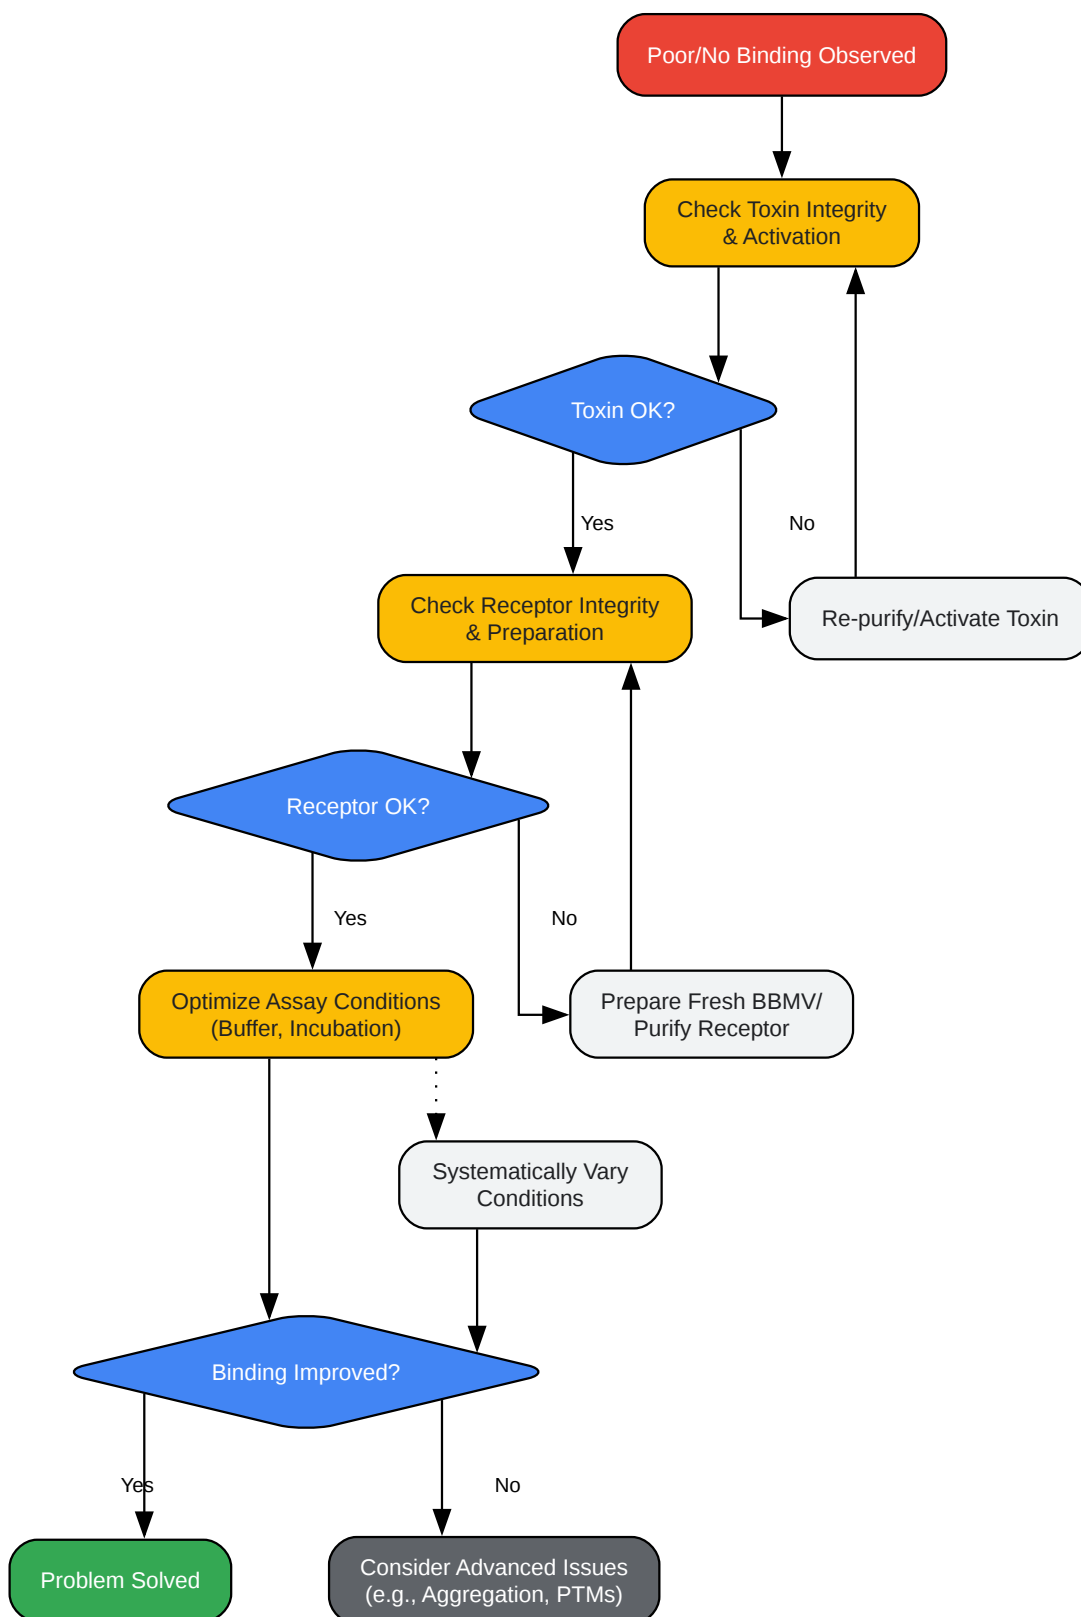 Poor/No Binding Observed
Check Toxin Integrity
& Activation
Toxin OK?
Yes
No
Check Receptor Integrity
& Preparation
Re-purify/Activate Toxin
Receptor OK?
Yes
No
Optimize Assay Conditions
(Buffer, Incubation)
Prepare Fresh BBMV/
Purify Receptor
Systematically Vary
Conditions
Binding Improved?
Yes
No
Problem Solved
Consider Advanced Issues
(e.g., Aggregation, PTMs)